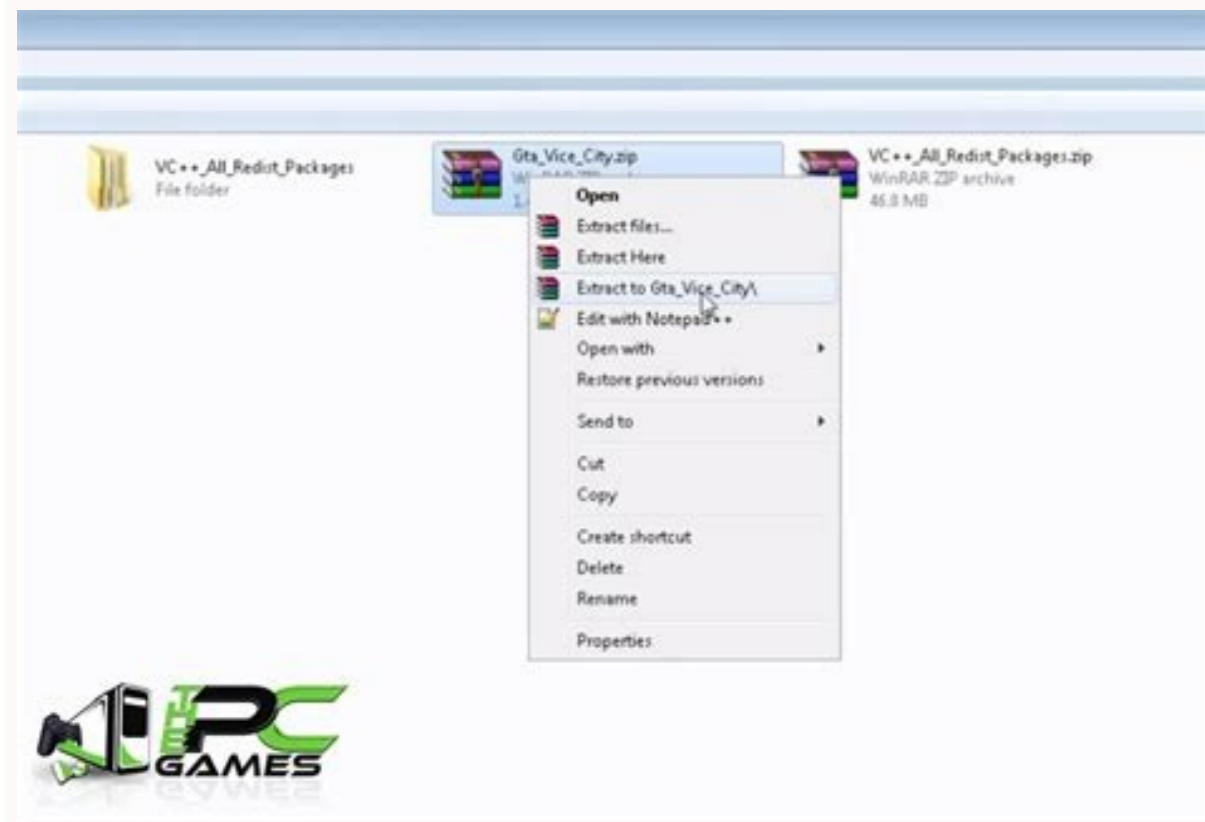 VC++_All_Redist_Packages
File folder
Gta_Vice_City.zip
VC++_All_Redist_Packages.zip
WinRAR ZIP archive
46.8 MB
Open
Extract files...
Extract Here
Extract to Gta_Vice_City\
Edit with Notepad++
Open with
Restore previous versions
Send to
Cut
Copy
Create shortcut
Delete
Rename
Properties
THE PC
GAMES